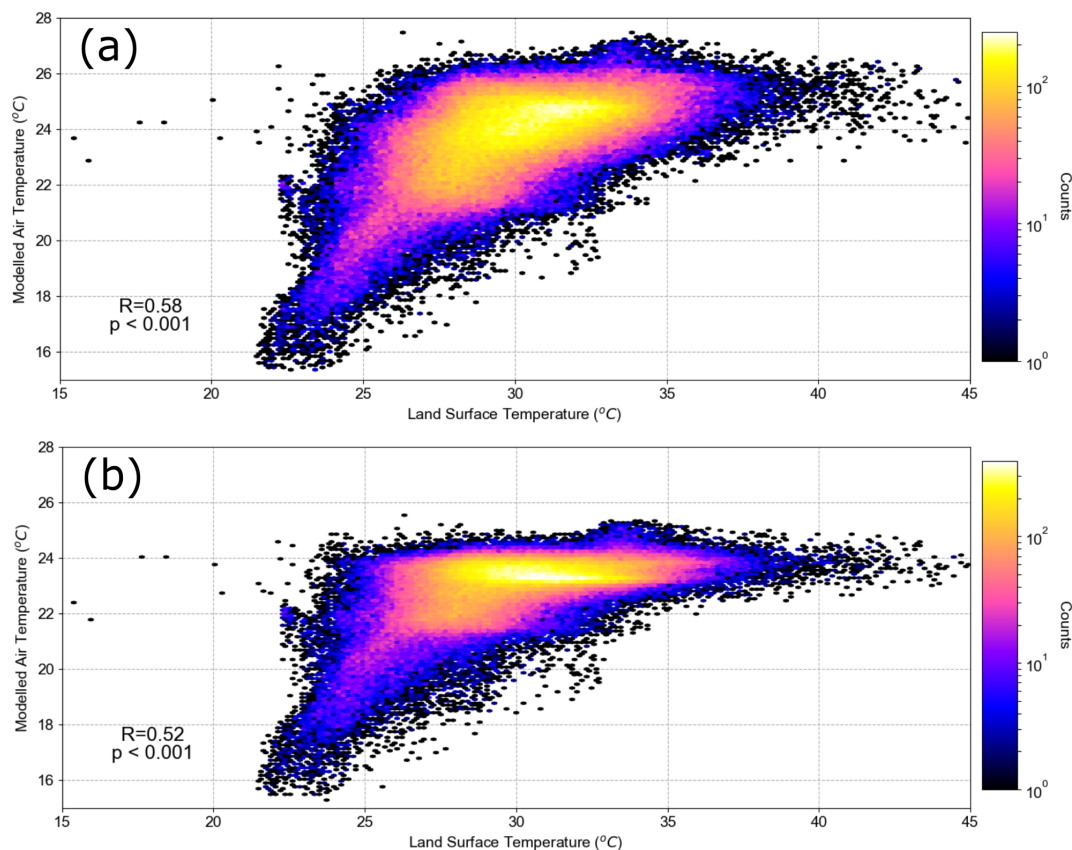 (a)
Modelled Air Temperature (°C)
28
26
24
22
20
18
16
R=0.58
p < 0.001
15
20
25
30
35
40
45
Land Surface Temperature (°C)
10²
10¹
10⁰
Counts
(b)
Modelled Air Temperature (°C)
28
26
24
22
20
18
16
R=0.52
p < 0.001
15
20
25
30
35
40
45
Land Surface Temperature (°C)
10²
10¹
10⁰
Counts